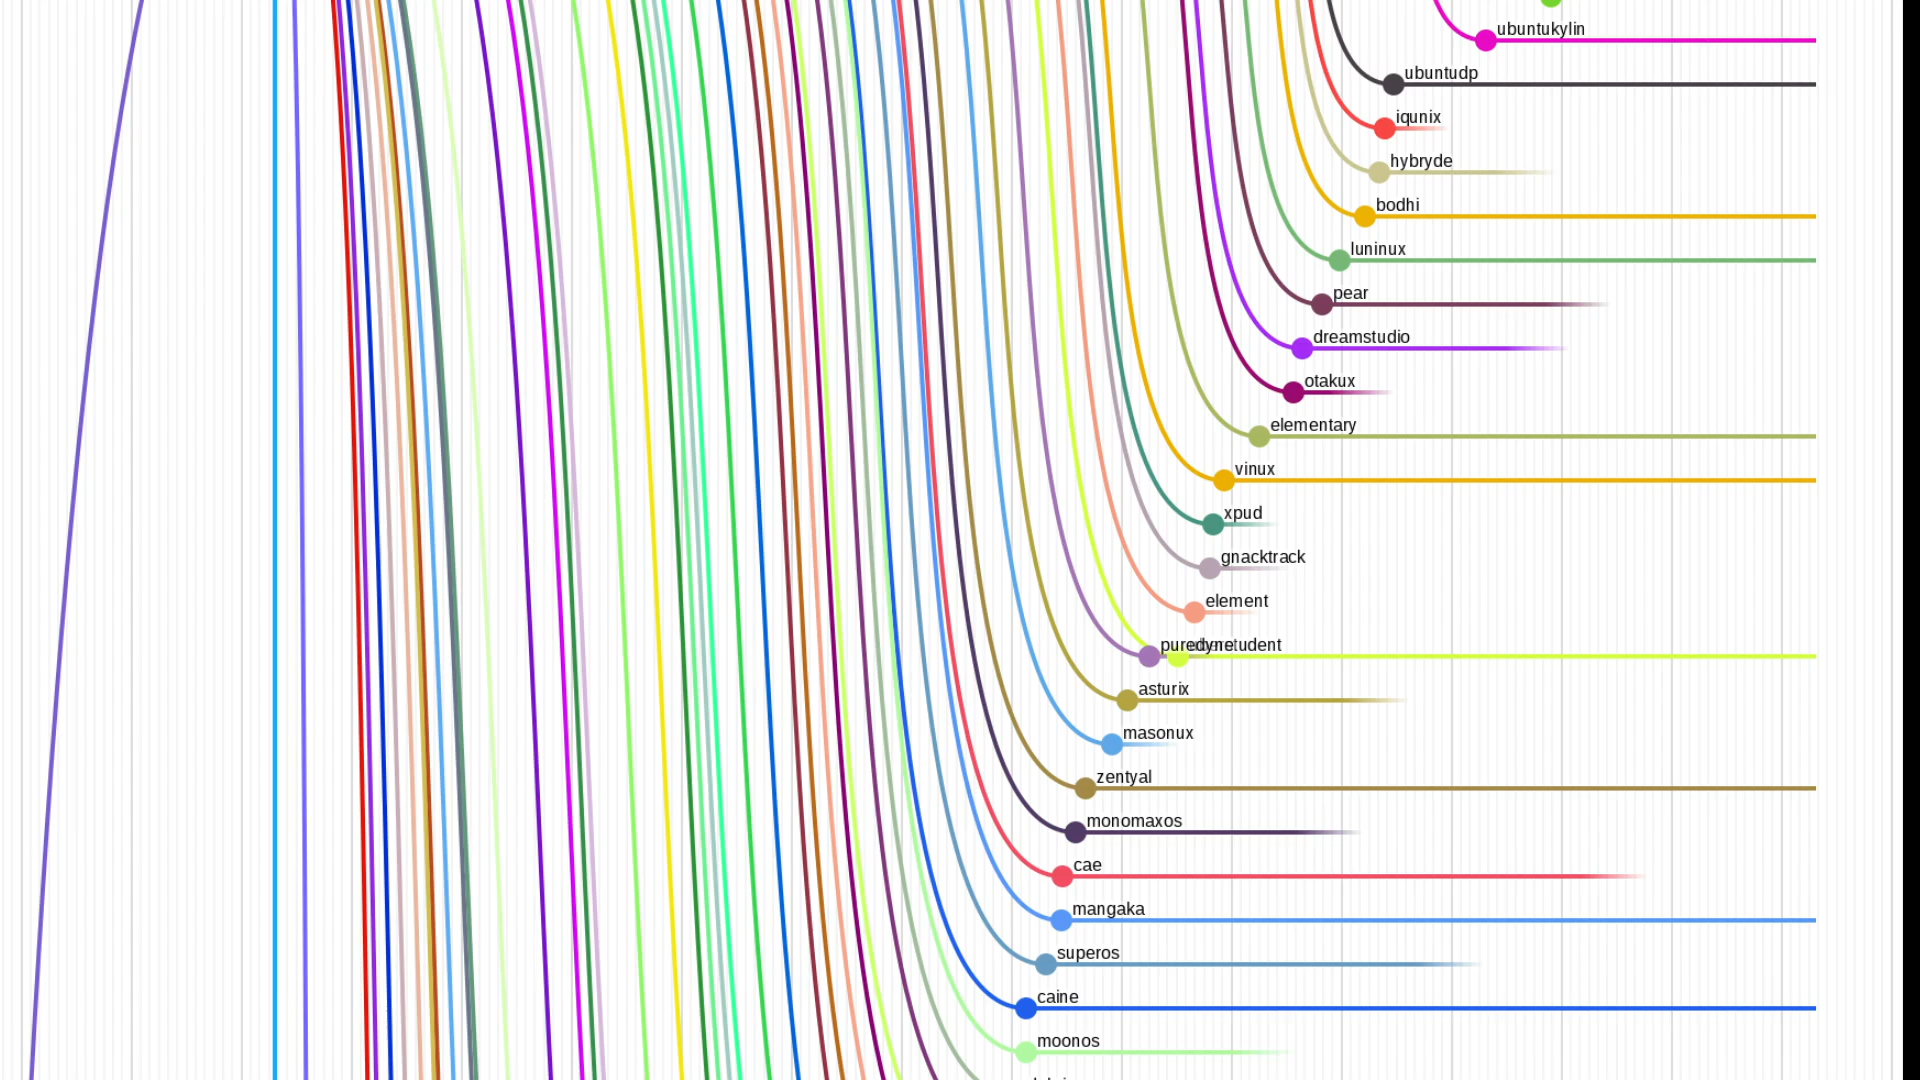 ubuntukylin
ubuntudp
iqunix
hybryde
bodhi
luninux
pear
dreamstudio
otakux
elementary
vinux
xpud
gnacktrack
element
puredyne
asturix
masonux
zentyal
monomaxos
cae
mangaka
superos
caine
moonos